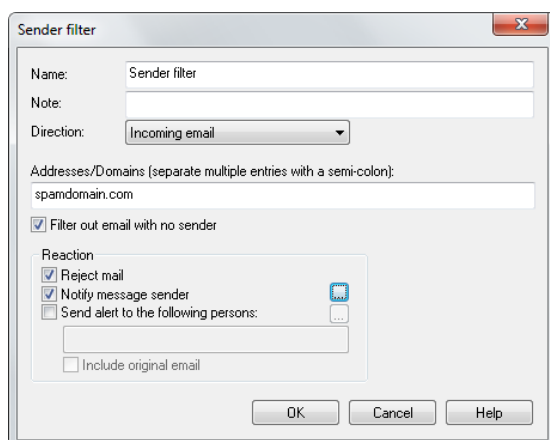 Sender filter
Name: Sender filter
Note:
Direction: Incoming email
Addresses/Domains (separate multiple entries with a semi-colon):
spamdomain.com
Filter out email with no sender
Reaction
Reject mail
Notify message sender ...
Send alert to the following persons: ...
Include original email
OK Cancel Help